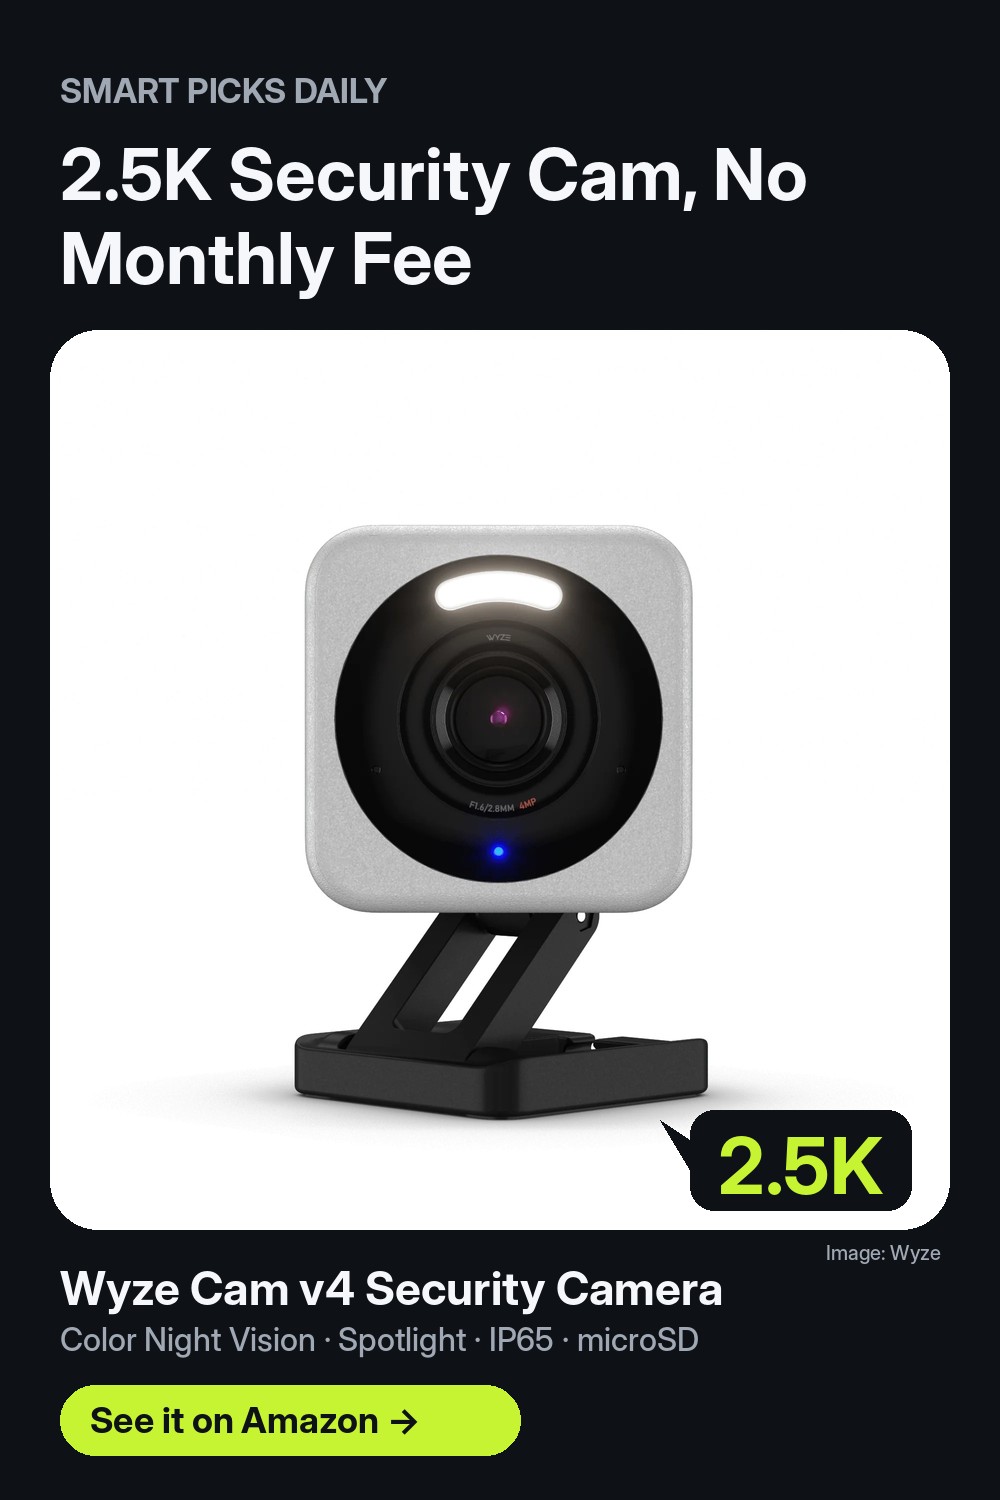 SMART PICKS DAILY
2.5K Security Cam, No
Monthly Fee
WYZE
F1.6/2.8MM 4MP
2.5K
Image: Wyze
Wyze Cam v4 Security Camera
Color Night Vision · Spotlight · IP65 · microSD
See it on Amazon →